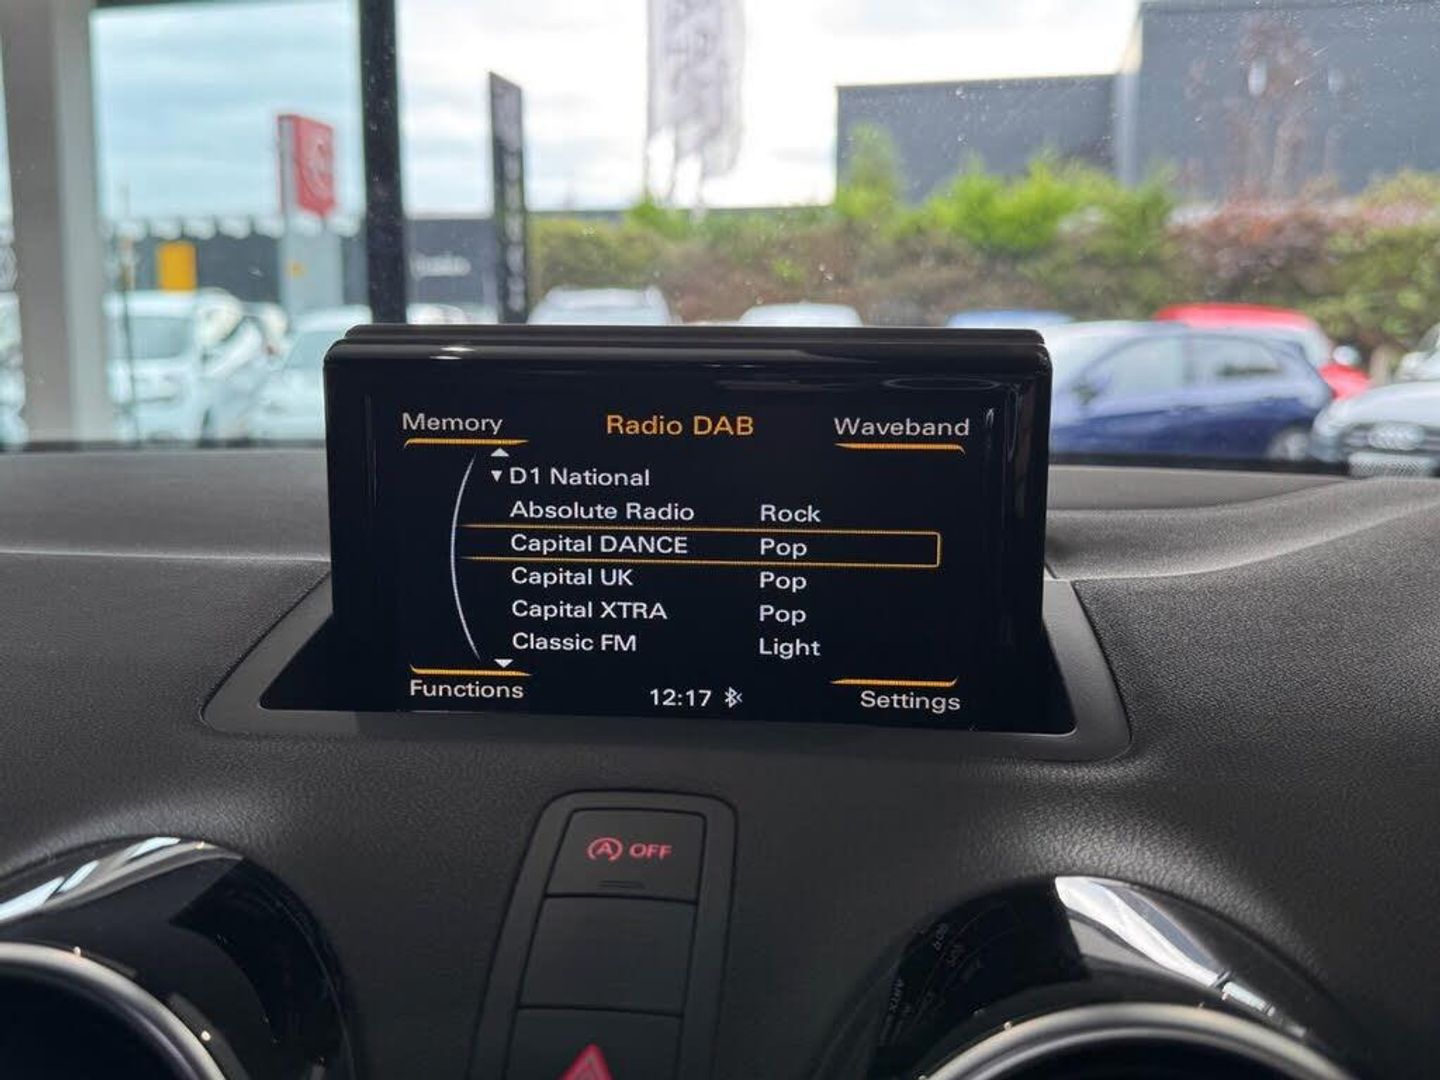 Memory Radio DAB Waveband
D1 National
Absolute Radio Rock
Capital DANCE Pop
Capital UK Pop
Capital XTRA Pop
Classic FM Light
Functions 12:17 Settings
A OFF